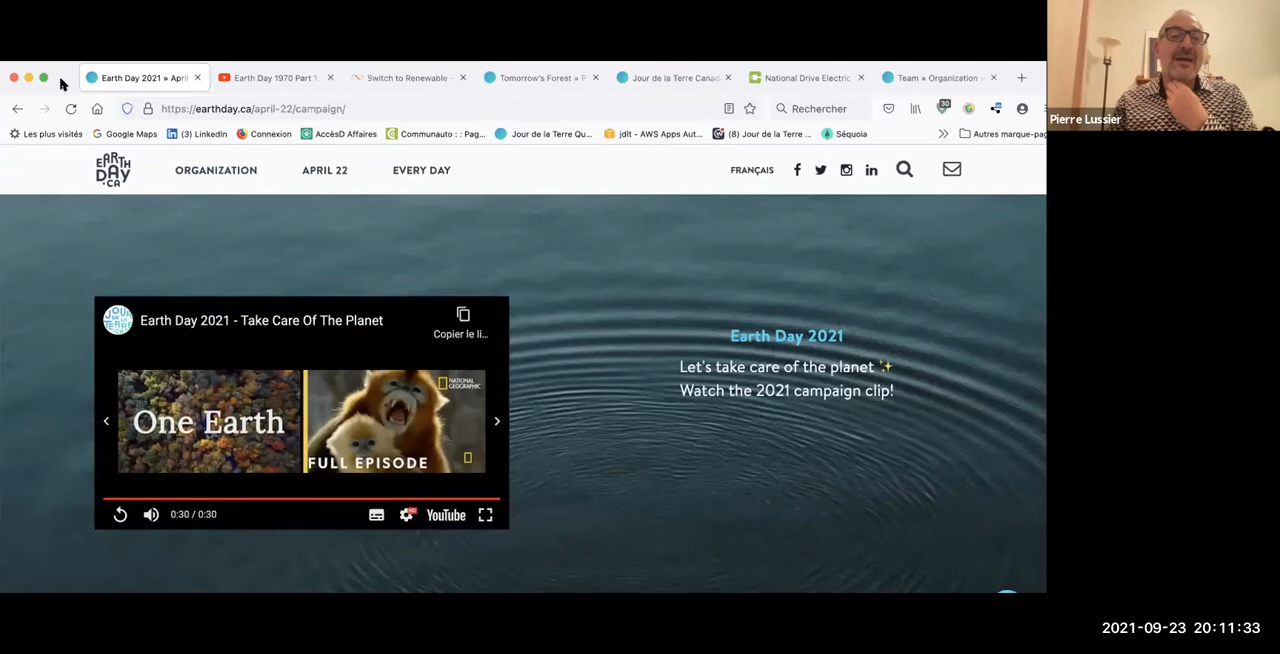 Earth Day 2021 » April
Earth Day 1970 Part 1
Switch to Renewable -
Tomorrow's Forest » P
Jour de la Terre Canad
National Drive Electric
Team » Organization »
https://earthday.ca/april-22/campaign/
Rechercher
30
Les plus visités
Google Maps
(3) LinkedIn
Connexion
AccèsD Affaires
Communauto : : Pag...
Jour de la Terre Qu...
jdlt - AWS Apps Aut...
(8) Jour de la Terre ...
Séquoia
Autres marque-pag
Pierre Lussier
EARTH
DAY
.CA
ORGANIZATION
APRIL 22
EVERY DAY
FRANÇAIS
JOUR
DE LA
TERRE
Earth Day 2021 - Take Care Of The Planet
Copier le li...
One Earth
NATIONAL
GEOGRAPHIC
FULL EPISODE
0:30 / 0:30
HD
YouTube
Earth Day 2021
Let's take care of the planet ✨
Watch the 2021 campaign clip!
2021-09-23 20:11:33